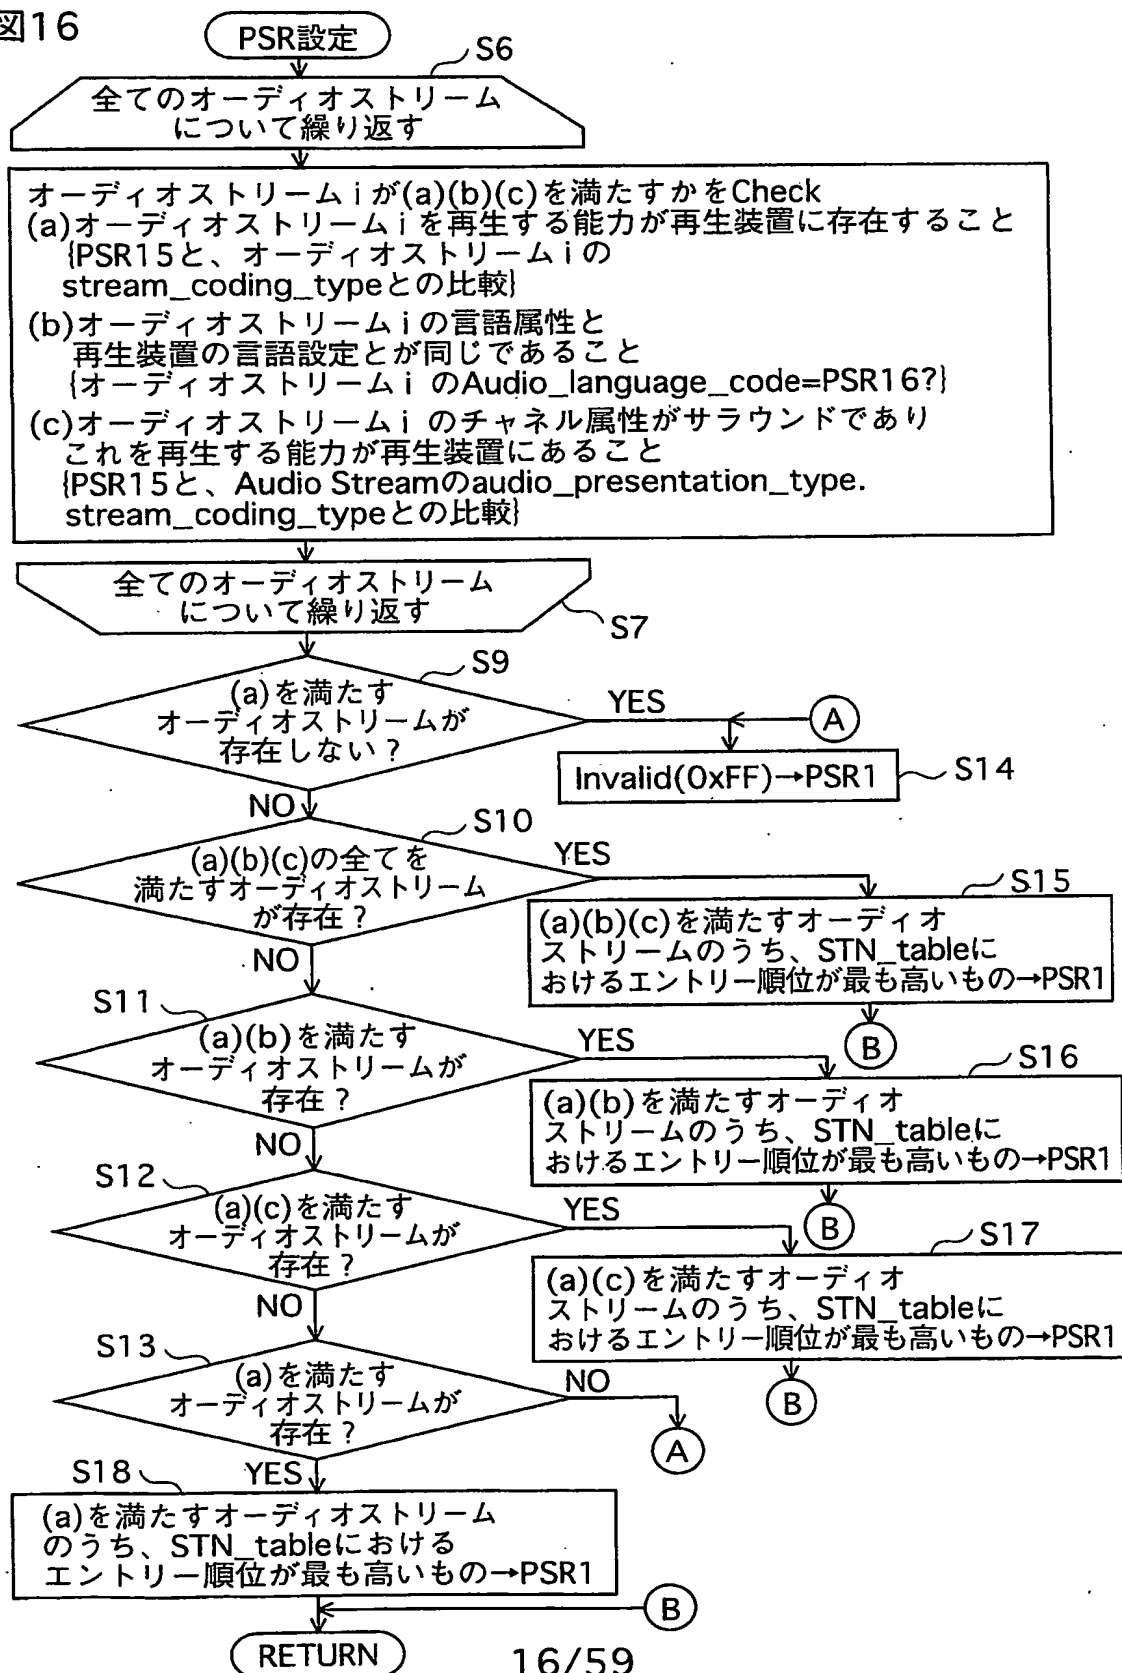 図16
PSR設定
S6
全てのオーディオストリーム
について繰り返す
オーディオストリームiが(a)(b)(c)を満たすかをCheck
(a)オーディオストリームiを再生する能力が再生装置に存在すること
{PSR15と、オーディオストリームiの
stream_coding_typeとの比較}
(b)オーディオストリームiの言語属性と
再生装置の言語設定とが同じであること
{オーディオストリームi のAudio_language_code=PSR16?}
(c)オーディオストリームi のチャネル属性がサラウンドであり
これを再生する能力が再生装置にあること
{PSR15と、Audio Streamのaudio_presentation_type.
stream_coding_typeとの比較}
全てのオーディオストリーム
について繰り返す
S7
S9
(a)を満たす
オーディオストリームが
存在しない?
YES
A
Invalid(0xFF)→PSR1
S14
NO
S10
(a)(b)(c)の全てを
満たすオーディオストリーム
が存在?
YES
S15
(a)(b)(c)を満たすオーディオ
ストリームのうち、STN_tableに
おけるエントリー順位が最も高いもの→PSR1
B
NO
S11
(a)(b)を満たす
オーディオストリームが
存在?
YES
S16
(a)(b)を満たすオーディオ
ストリームのうち、STN_tableに
おけるエントリー順位が最も高いもの→PSR1
B
NO
S12
(a)(c)を満たす
オーディオストリームが
存在?
YES
S17
(a)(c)を満たすオーディオ
ストリームのうち、STN_tableに
おけるエントリー順位が最も高いもの→PSR1
B
NO
S13
(a)を満たす
オーディオストリームが
存在?
NO
A
YES
S18
(a)を満たすオーディオストリーム
のうち、STN_tableにおける
エントリー順位が最も高いもの→PSR1
B
RETURN
16/59